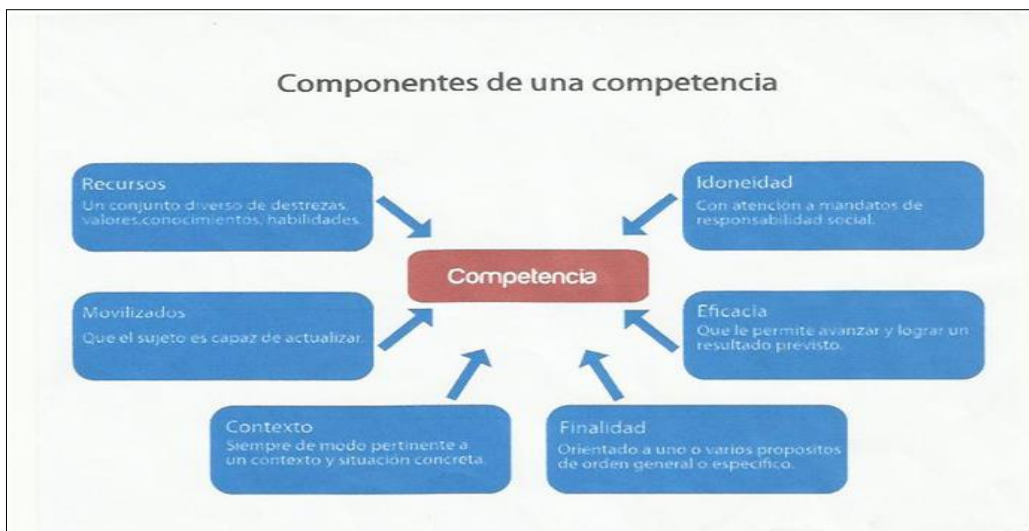 Componentes de una competencia
Recursos
Un conjunto diverso de destrezas,
valores,conocimientos, habilidades.
Idoneidad
Con atención a mandatos de
responsabilidad social.
Competencia
Movilizados
Que el sujeto es capaz de actualizar.
Eficacia
Que le permite avanzar y lograr un
resultado previsto.
Contexto
Siempre de modo pertinente a
un contexto y situación concreta.
Finalidad
Orientado a uno o varios propositos
de orden general o especifico.